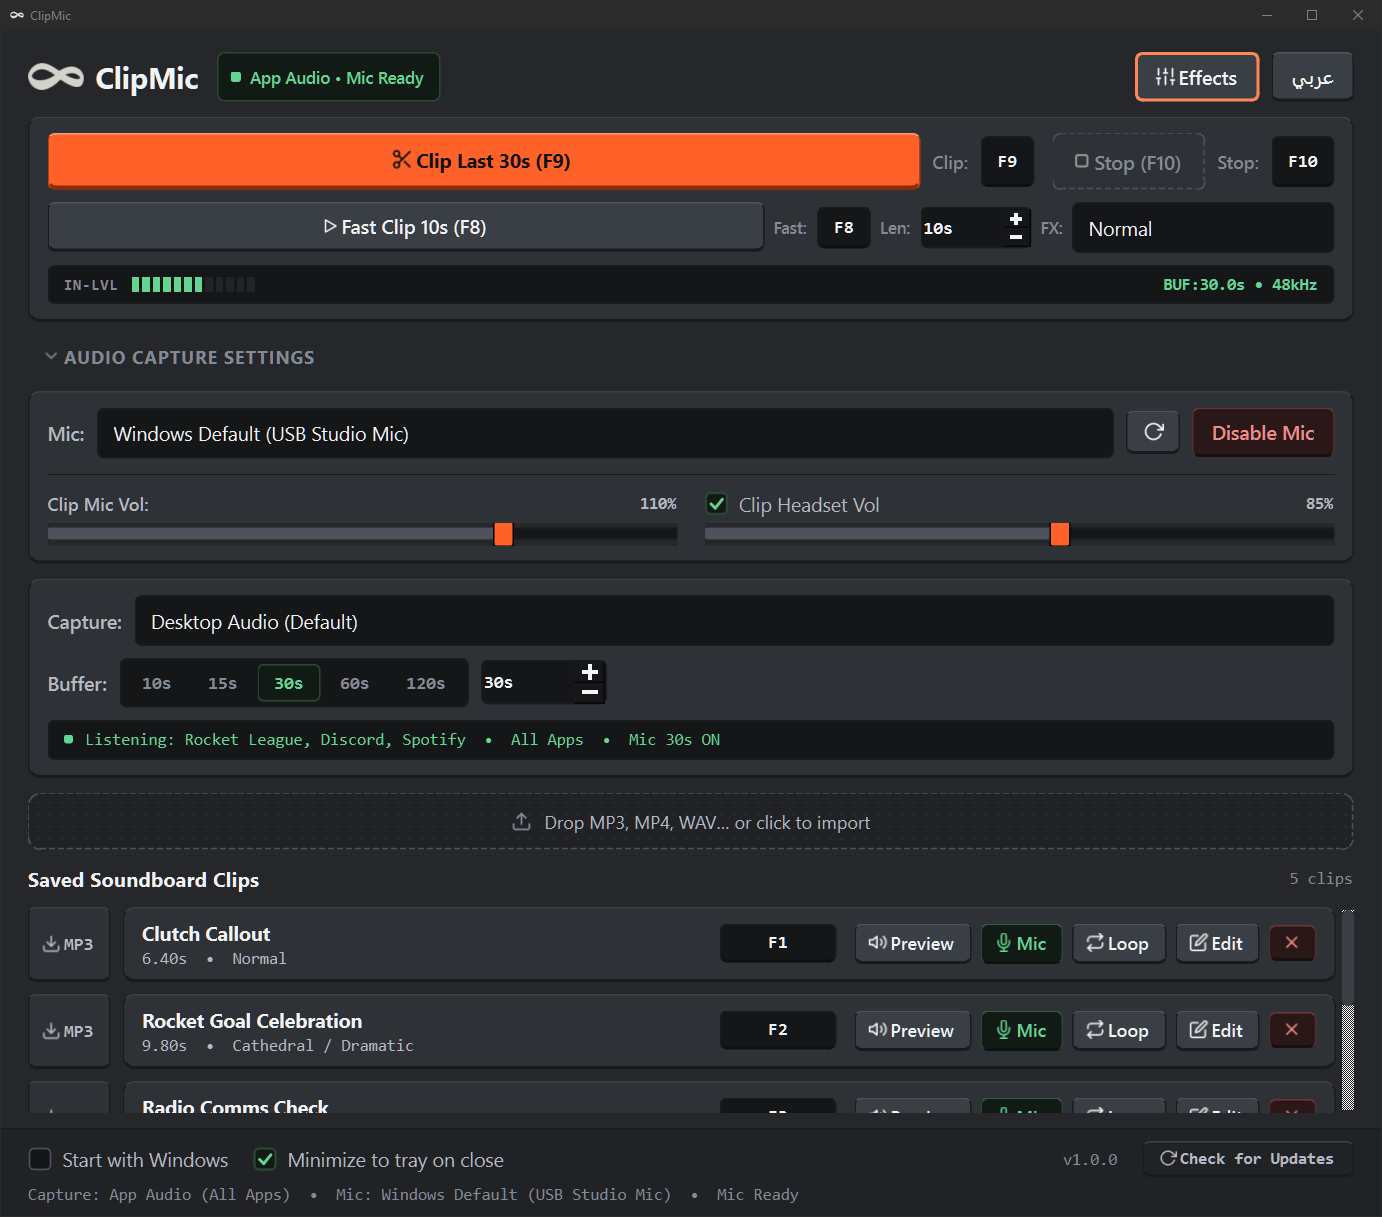 ClipMic
ClipMic
App Audio • Mic Ready
Effects
عربي
Clip Last 30s (F9)
Clip:
F9
Stop (F10)
Stop:
F10
Fast Clip 10s (F8)
Fast:
F8
Len:
10s
FX:
Normal
IN-LVL
BUF:30.0s • 48kHz
AUDIO CAPTURE SETTINGS
Mic:
Windows Default (USB Studio Mic)
Disable Mic
Clip Mic Vol:
110%
Clip Headset Vol
85%
Capture:
Desktop Audio (Default)
Buffer:
10s
15s
30s
60s
120s
30s
Listening: Rocket League, Discord, Spotify • All Apps • Mic 30s ON
Drop MP3, MP4, WAV... or click to import
Saved Soundboard Clips
5 clips
MP3
Clutch Callout
6.40s • Normal
F1
Preview
Mic
Loop
Edit
MP3
Rocket Goal Celebration
9.80s • Cathedral / Dramatic
F2
Preview
Mic
Loop
Edit
Radio Comms Check
Start with Windows
Minimize to tray on close
v1.0.0
Check for Updates
Capture: App Audio (All Apps) • Mic: Windows Default (USB Studio Mic) • Mic Ready